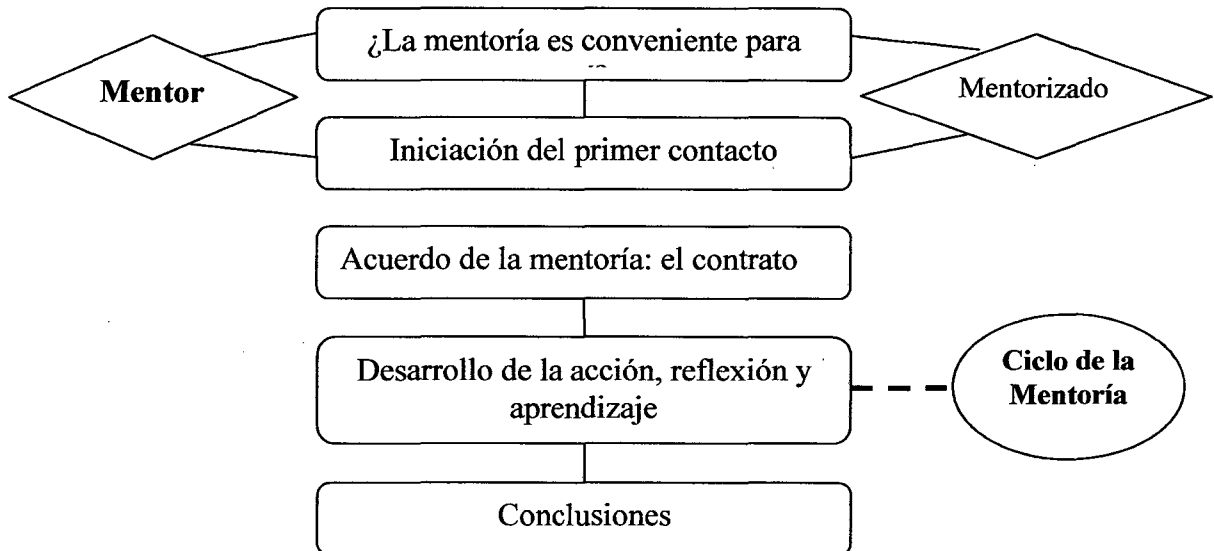 ¿La mentoría es conveniente para
Mentor
Mentorizado
Iniciación del primer contacto
Acuerdo de la mentoría: el contrato
Desarrollo de la acción, reflexión y
aprendizaje
Ciclo de la
Mentoría
Conclusiones